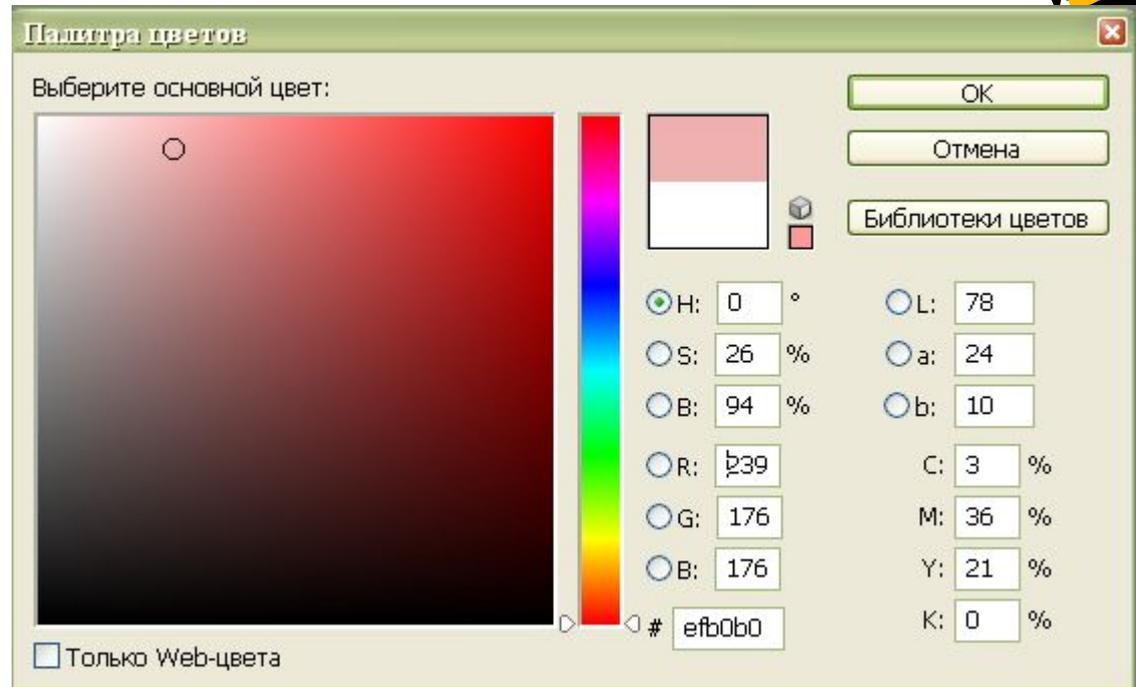 Палитра цветов
Выберите основной цвет:
OK
Отмена
Библиотеки цветов
H: 0 °
L: 78
S: 26 %
a: 24
B: 94 %
b: 10
R: 239
C: 3 %
G: 176
M: 36 %
B: 176
Y: 21 %
# efb0b0
K: 0 %
Только Web-цвета